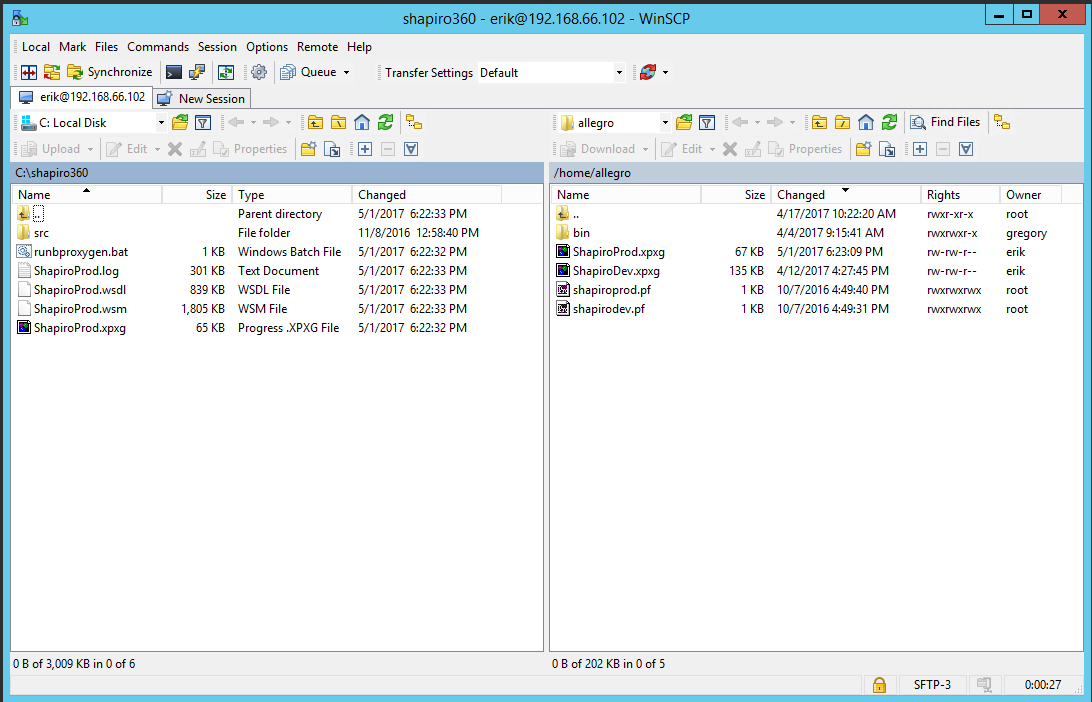 shapiro360 - erik@192.168.66.102 - WinSCP
Local Mark Files Commands Session Options Remote Help
Synchronize Queue Transfer Settings Default
erik@192.168.66.102 New Session
C: Local Disk allegro Find Files
Upload Edit Properties Download Edit Properties
C:\shapiro360 /home/allegro
Name Size Type Changed Name Size Changed Rights Owner
.. Parent directory 5/1/2017 6:22:33 PM .. 4/17/2017 10:22:20 AM rwxr-xr-x root
src File folder 11/8/2016 12:58:40 PM bin 4/4/2017 9:15:41 AM rwxrwxr-x gregory
runbproxygen.bat 1 KB Windows Batch File 5/1/2017 6:22:32 PM ShapiroProd.xpxg 67 KB 5/1/2017 6:23:09 PM rw-rw-r-- erik
ShapiroProd.log 301 KB Text Document 5/1/2017 6:22:33 PM ShapiroDev.xpxg 135 KB 4/12/2017 4:27:45 PM rw-rw-r-- erik
ShapiroProd.wsdl 839 KB WSDL File 5/1/2017 6:22:33 PM shapiroprod.pf 1 KB 10/7/2016 4:49:40 PM rwxrwxrwx root
ShapiroProd.wsm 1,805 KB WSM File 5/1/2017 6:22:33 PM shapirodev.pf 1 KB 10/7/2016 4:49:31 PM rwxrwxrwx root
ShapiroProd.xpxg 65 KB Progress .XPXG File 5/1/2017 6:22:32 PM
0 B of 3,009 KB in 0 of 6 0 B of 202 KB in 0 of 5
SFTP-3 0:00:27